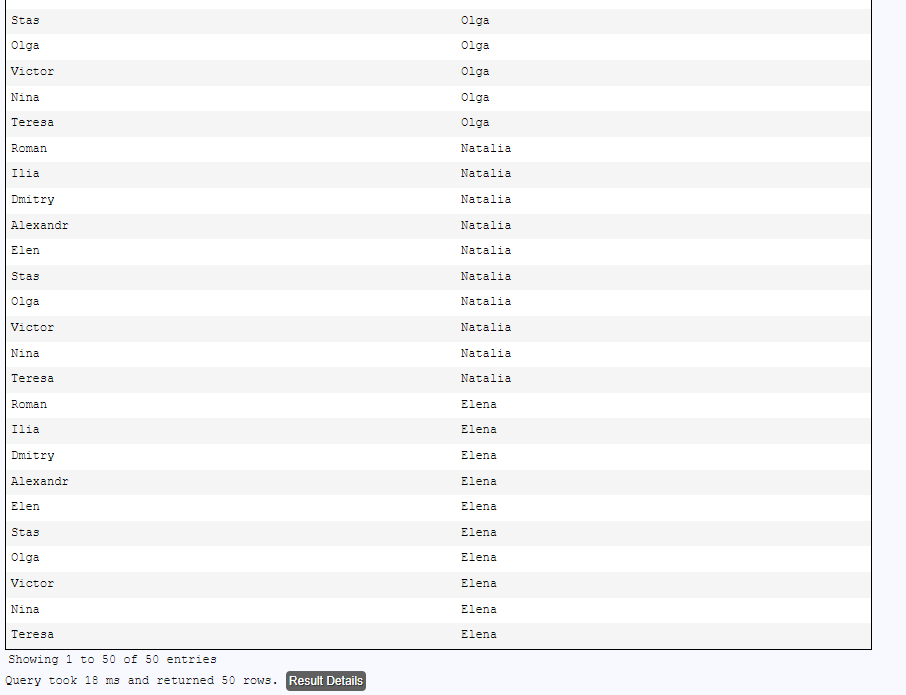 Stas Olga
Olga Olga
Victor Olga
Nina Olga
Teresa Olga
Roman Natalia
Ilia Natalia
Dmitry Natalia
Alexandr Natalia
Elen Natalia
Stas Natalia
Olga Natalia
Victor Natalia
Nina Natalia
Teresa Natalia
Roman Elena
Ilia Elena
Dmitry Elena
Alexandr Elena
Elen Elena
Stas Elena
Olga Elena
Victor Elena
Nina Elena
Teresa Elena
Showing 1 to 50 of 50 entries
Query took 18 ms and returned 50 rows. Result Details